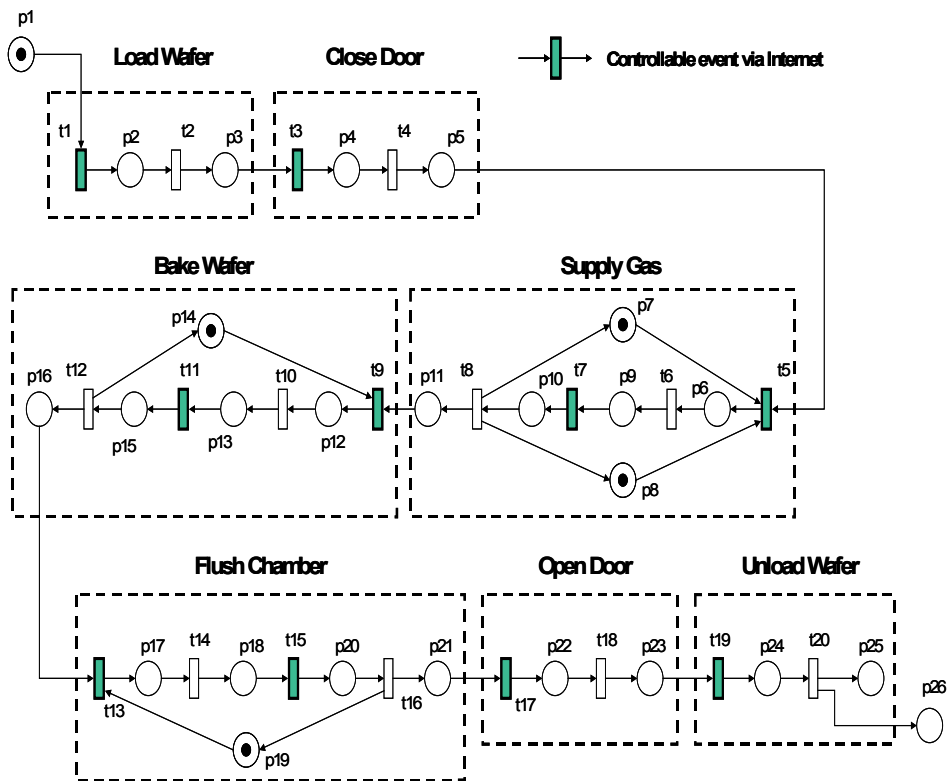 p1
Load Wafer Close Door Controllable event via Internet
t1 p2 t2 p3 t3 p4 t4 p5
Bake Wafer Supply Gas
p14 p7
p16 t12 t11 t10 t9 p11 t8 p10 t7 p9 t6 p6 t5
p15 p13 p12
p8
Flush Chamber Open Door Unload Wafer
p17 t14 p18 t15 p20 p21 p22 t18 p23 t19 p24 t20 p25
t13 t16 t17 p26
p19